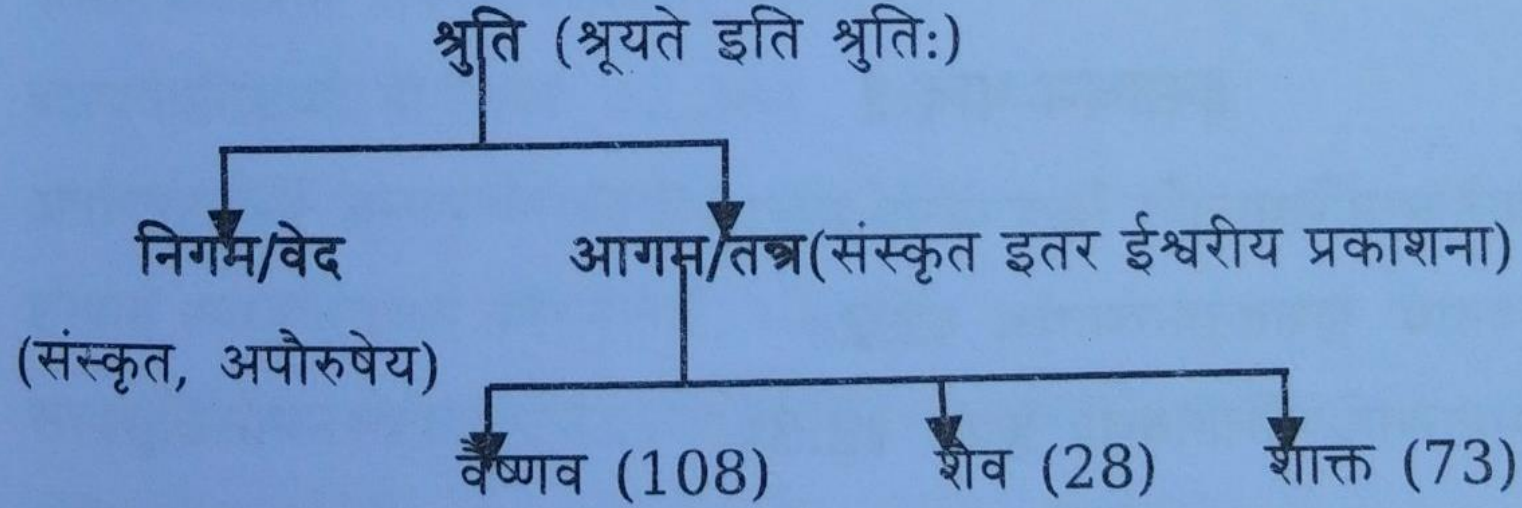 श्रुति (श्रूयते इति श्रुतिः)
निगम/वेद आगम/तन्त्र(संस्कृत इतर ईश्वरीय प्रकाशना)
(संस्कृत, अपौरुषेय)
वैष्णव (108) शैव (28) शाक्त (73)